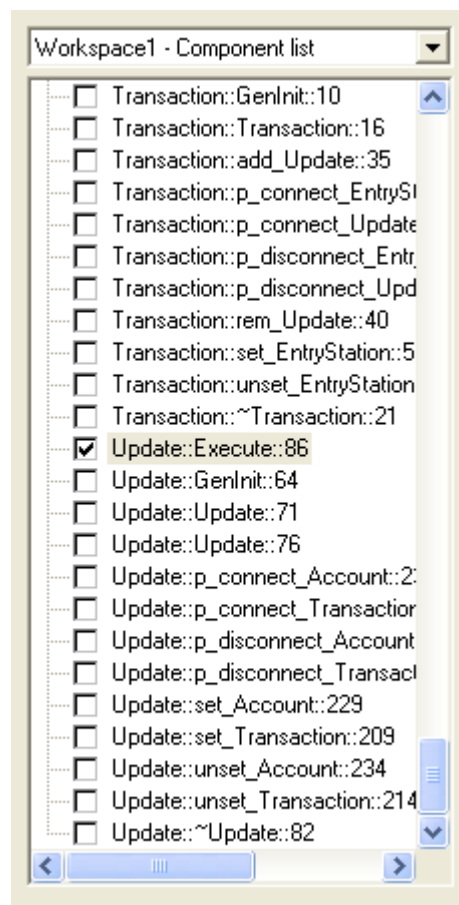 Workspace1 - Component list
Transaction::GenInit::10
Transaction::Transaction::16
Transaction::add_Update::35
Transaction::p_connect_EntrySt
Transaction::p_connect_Update
Transaction::p_disconnect_Entr
Transaction::p_disconnect_Upd
Transaction::rem_Update::40
Transaction::set_EntryStation::5
Transaction::unset_EntryStation
Transaction::~Transaction::21
Update::Execute::86
Update::GenInit::64
Update::Update::71
Update::Update::76
Update::p_connect_Account::23
Update::p_connect_Transaction
Update::p_disconnect_Account
Update::p_disconnect_Transact
Update::set_Account::229
Update::set_Transaction::209
Update::unset_Account::234
Update::unset_Transaction::214
Update::~Update::82